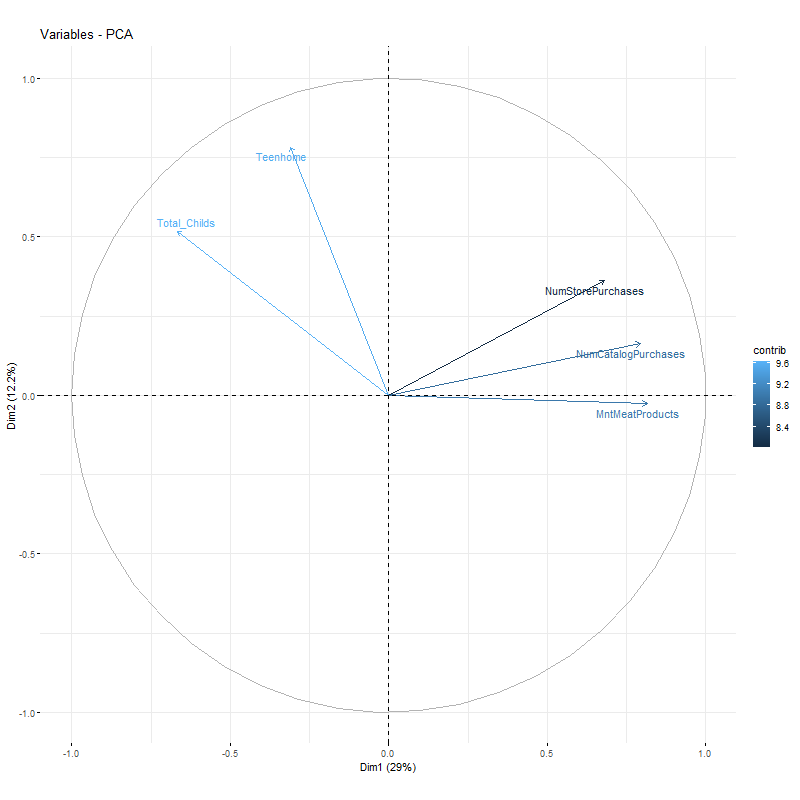 Variables - PCA
1.0
0.5
0.0
-0.5
-1.0
Dim2 (12.2%)
Teenhome
Total_Childs
NumStorePurchases
NumCatalogPurchases
MntMeatProducts
-1.0
-0.5
0.0
0.5
1.0
Dim1 (29%)
contrib
9.6
9.2
8.8
8.4